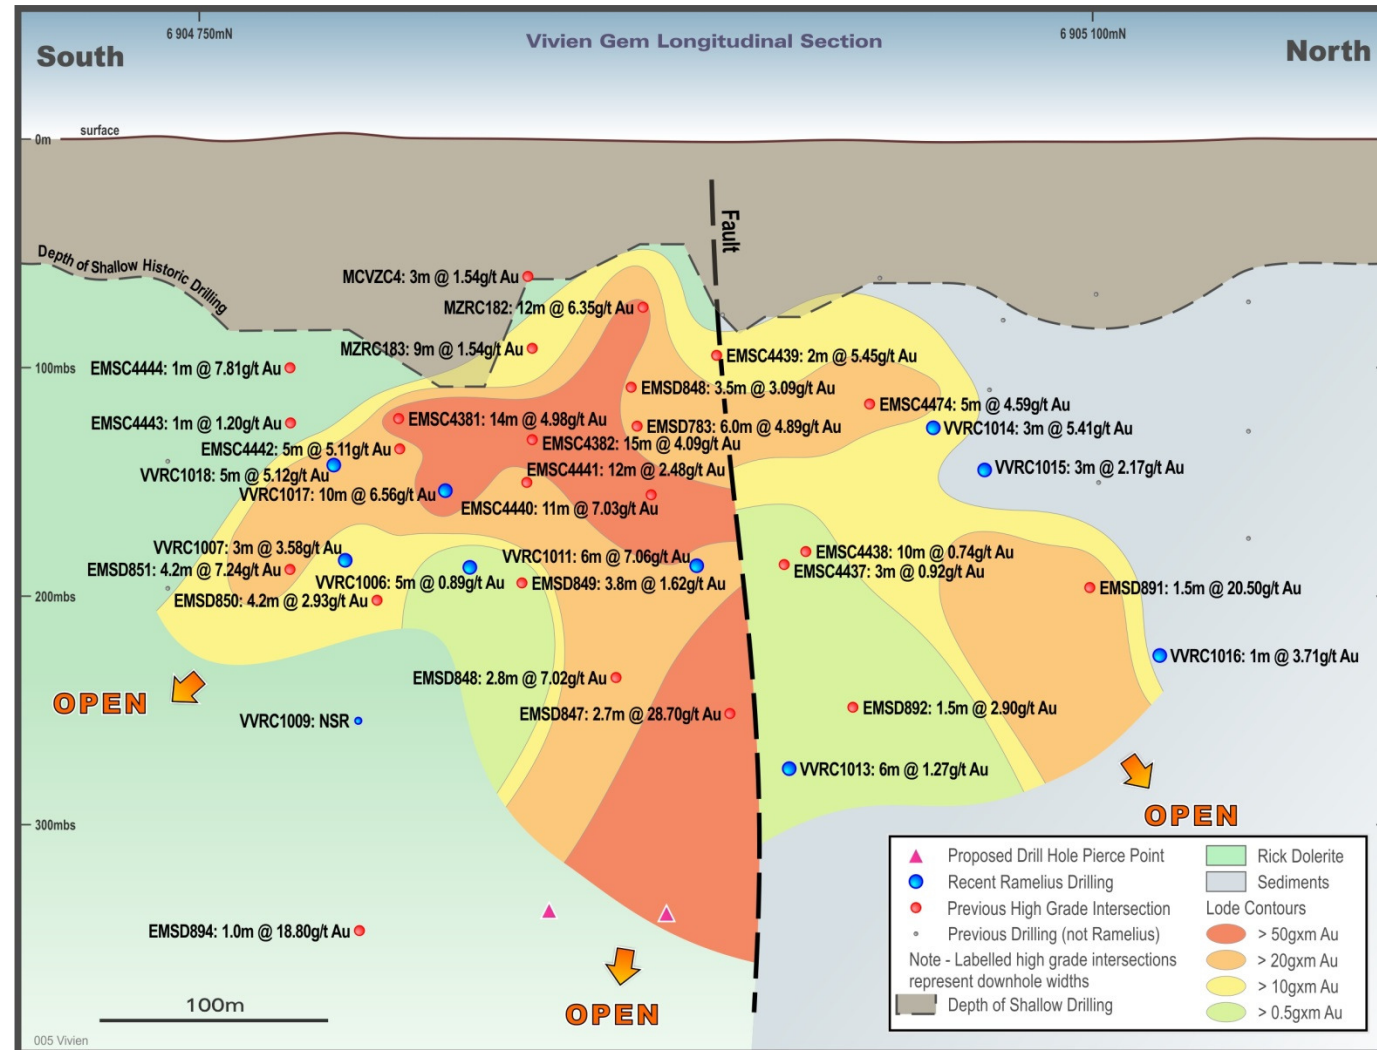 6 904 750mN
Vivien Gem Longitudinal Section
6 905 100mN
South
North
0m
surface
Fault
Depth of Shallow Historic Drilling
MCVZC4: 3m @ 1.54g/t Au
MZRC182: 12m @ 6.35g/t Au
MZRC183: 9m @ 1.54g/t Au
EMSC4439: 2m @ 5.45g/t Au
100mbs
EMSC4444: 1m @ 7.81g/t Au
EMSD848: 3.5m @ 3.09g/t Au
EMSC4474: 5m @ 4.59g/t Au
EMSC4443: 1m @ 1.20g/t Au
EMSC4381: 14m @ 4.98g/t Au
EMSD783: 6.0m @ 4.89g/t Au
VVRC1014: 3m @ 5.41g/t Au
EMSC4442: 5m @ 5.11g/t Au
EMSC4382: 15m @ 4.09g/t Au
VVRC1018: 5m @ 5.12g/t Au
EMSC4441: 12m @ 2.48g/t Au
VVRC1015: 3m @ 2.17g/t Au
VVRC1017: 10m @ 6.56g/t Au
EMSC4440: 11m @ 7.03g/t Au
VVRC1007: 3m @ 3.58g/t Au
VVRC1011: 6m @ 7.06g/t Au
EMSC4438: 10m @ 0.74g/t Au
EMSD851: 4.2m @ 7.24g/t Au
EMSC4437: 3m @ 0.92g/t Au
VVRC1006: 5m @ 0.89g/t Au
EMSD849: 3.8m @ 1.62g/t Au
EMSD891: 1.5m @ 20.50g/t Au
200mbs
EMSD850: 4.2m @ 2.93g/t Au
VVRC1016: 1m @ 3.71g/t Au
EMSD848: 2.8m @ 7.02g/t Au
OPEN
VVRC1009: NSR
EMSD847: 2.7m @ 28.70g/t Au
EMSD892: 1.5m @ 2.90g/t Au
VVRC1013: 6m @ 1.27g/t Au
OPEN
300mbs
EMSD894: 1.0m @ 18.80g/t Au
OPEN
100m
Proposed Drill Hole Pierce Point
Recent Ramelius Drilling
Previous High Grade Intersection
Previous Drilling (not Ramelius)
Note - Labelled high grade intersections
represent downhole widths
Depth of Shallow Drilling
Rick Dolerite
Sediments
Lode Contours
> 50gxm Au
> 20gxm Au
> 10gxm Au
> 0.5gxm Au
005 Vivien